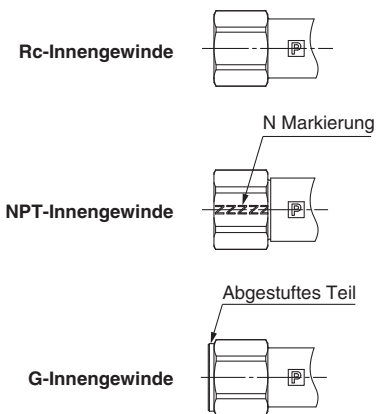 Rc-Innengewinde
P
N Markierung
NPT-Innengewinde
ZZZZZ
P
Abgestuftes Teil
G-Innengewinde
P